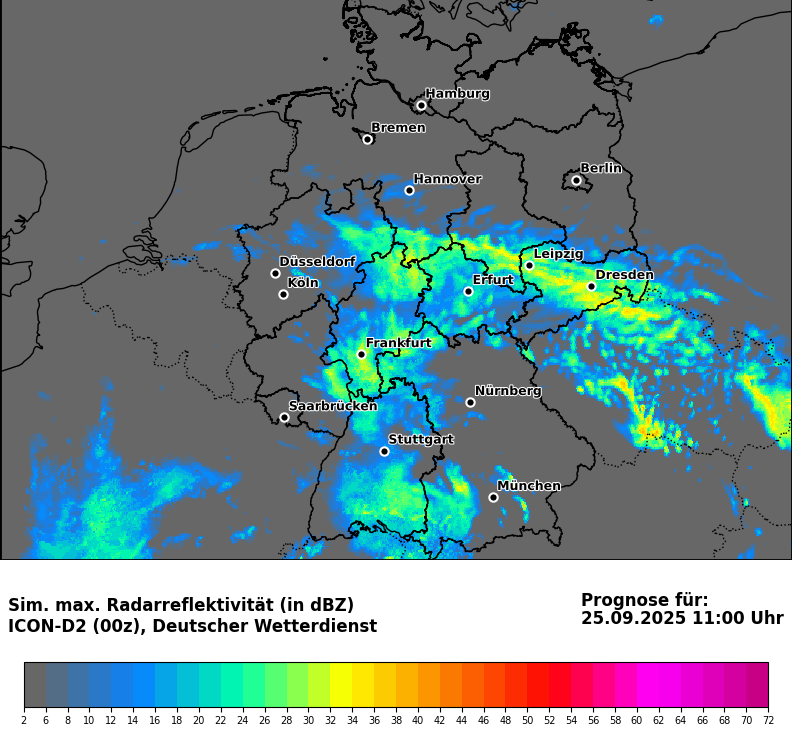 Hamburg
Bremen
Berlin
Hannover
Leipzig
Düsseldorf
Dresden
Köln
Erfurt
Frankfurt
Nürnberg
Saarbrücken
Stuttgart
München
Sim. max. Radarreflektivität (in dBZ)
ICON-D2 (00z), Deutscher Wetterdienst
Prognose für:
25.09.2025 11:00 Uhr
2 6 8 10 12 14 16 18 20 22 24 26 28 30 32 34 36 38 40 42 44 46 48 50 52 54 56 58 60 62 64 66 68 70 72